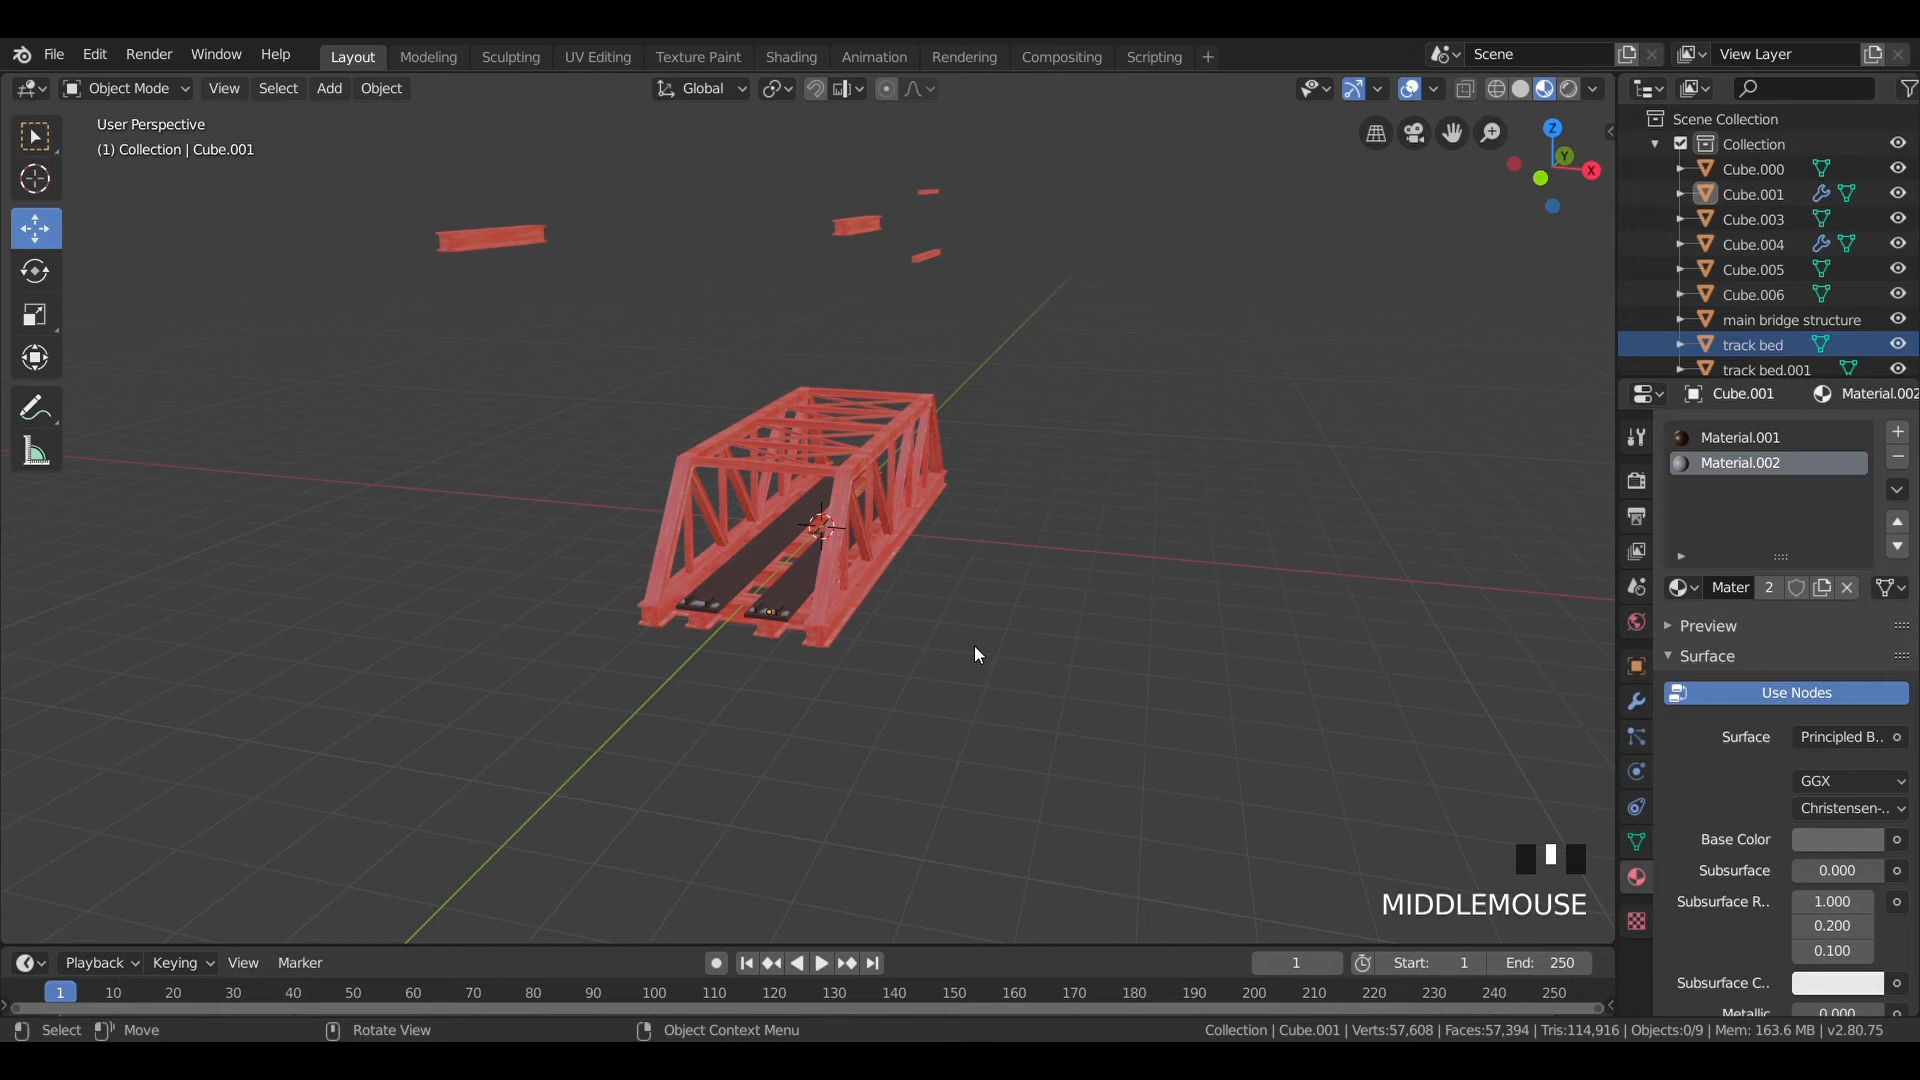 File Edit Render Window Help Layout Modeling Sculpting UV Editing Texture Paint Shading Animation Rendering Compositing Scripting + Scene View Layer
Object Mode View Select Add Object Global
User Perspective
(1) Collection | Cube.001
Z
Y
X
Scene Collection
Collection
Cube.000
Cube.001
Cube.003
Cube.004
Cube.005
Cube.006
main bridge structure
track bed
track bed.001
Cube.001 Material.002
Material.001
Material.002
Mater 2
Preview
Surface
Use Nodes
Surface Principled B..
GGX
Christensen-..
Base Color
Subsurface 0.000
Subsurface R.. 1.000
0.200
0.100
Subsurface C..
Metallic 0.000
MIDDLEMOUSE
Playback Keying View Marker 1 Start: 1 End: 250
1 10 20 30 40 50 60 70 80 90 100 110 120 130 140 150 160 170 180 190 200 210 220 230 240 250
Select Move Rotate View Object Context Menu Collection | Cube.001 | Verts:57,608 | Faces:57,394 | Tris:114,916 | Objects:0/9 | Mem: 163.6 MB | v2.80.75